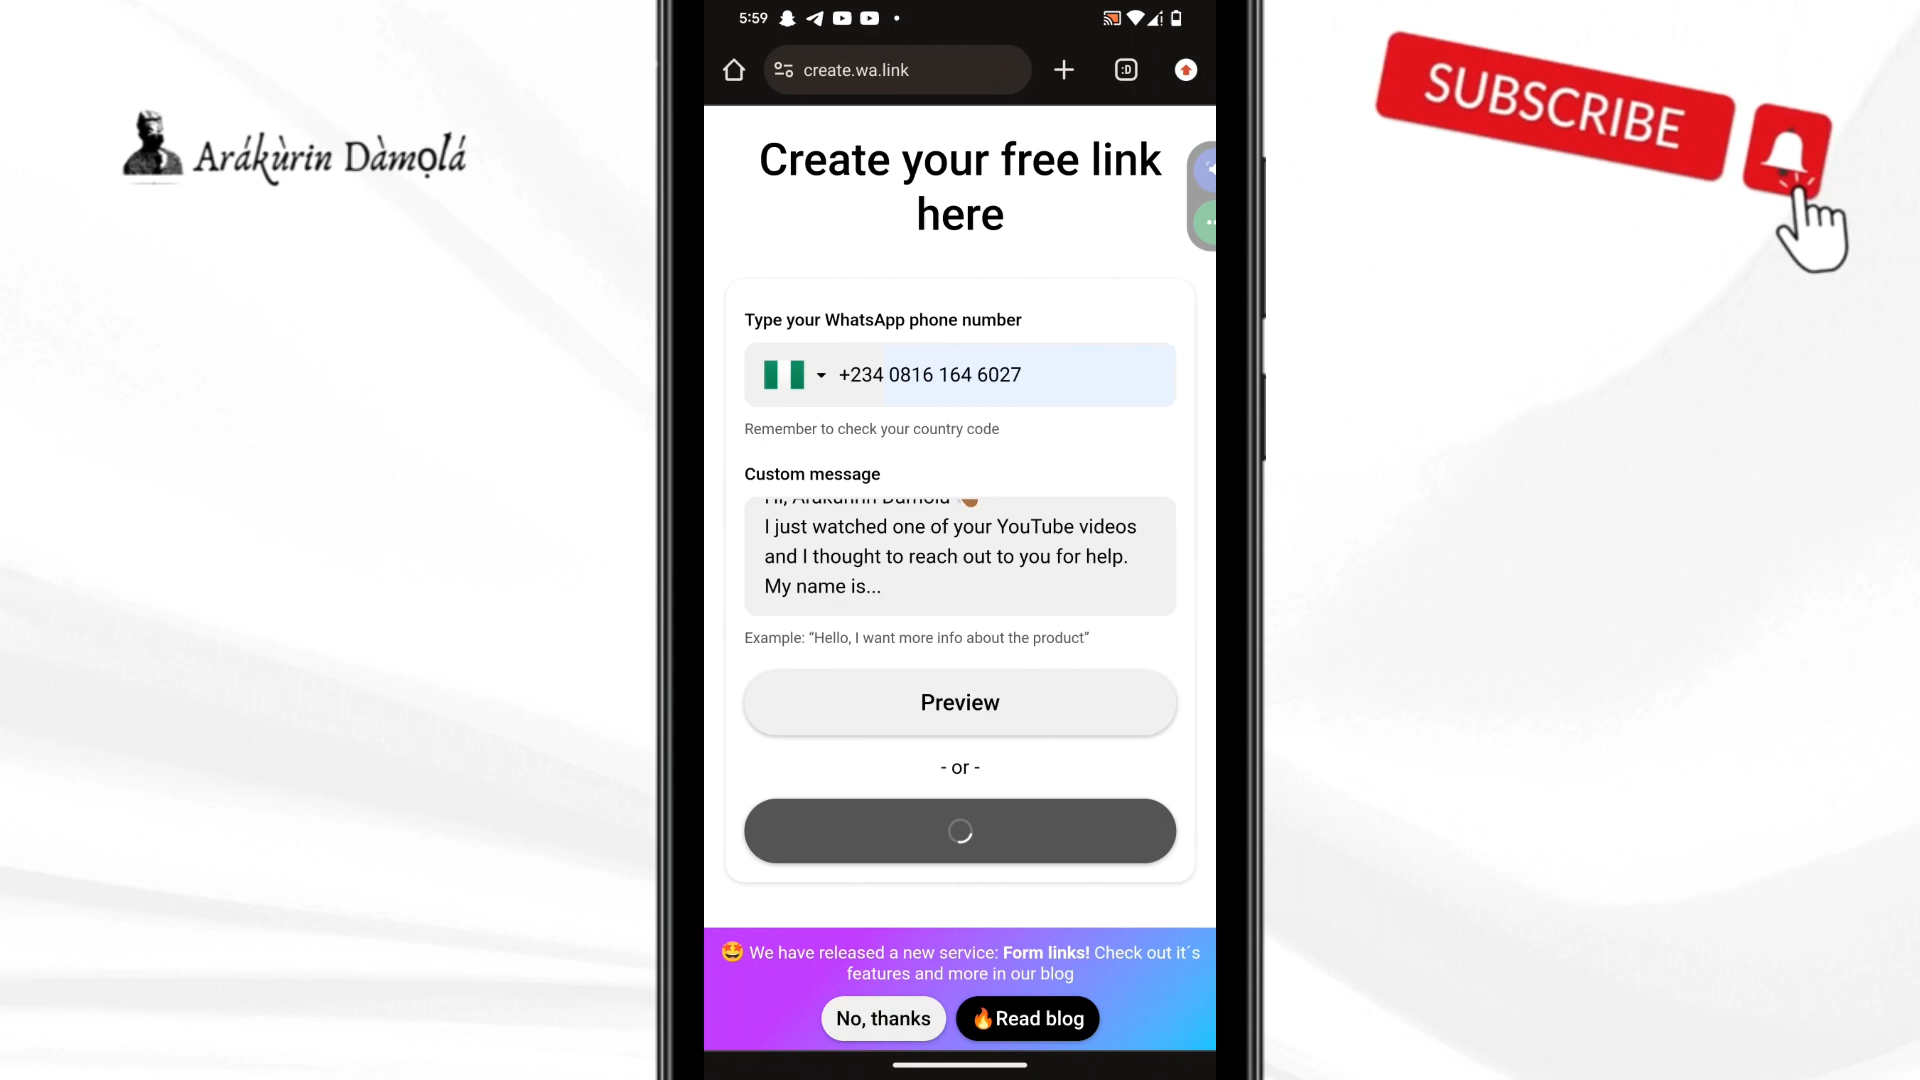 5:59
create.wa.link
:D
SUBSCRIBE
Arákùrin Dàmọlá
Create your free link
here
Type your WhatsApp phone number
+234 0816 164 6027
Remember to check your country code
Custom message
Hi, Arákùrin Dàmọlá
I just watched one of your YouTube videos
and I thought to reach out to you for help.
My name is...
Example: “Hello, I want more info about the product”
Preview
- or -
🤩 We have released a new service: Form links! Check out it´s
features and more in our blog
No, thanks
🔥Read blog